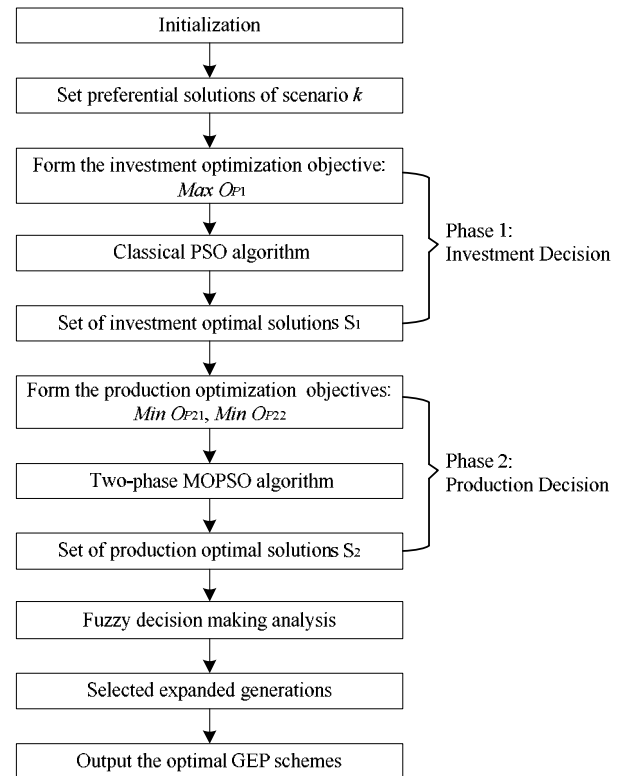 Initialization
Set preferential solutions of scenario k
Form the investment optimization objective:
Max OP1
Classical PSO algorithm
Set of investment optimal solutions S1
Phase 1:
Investment Decision
Form the production optimization objectives:
Min OP21, Min OP22
Two-phase MOPSO algorithm
Set of production optimal solutions S2
Phase 2:
Production Decision
Fuzzy decision making analysis
Selected expanded generations
Output the optimal GEP schemes